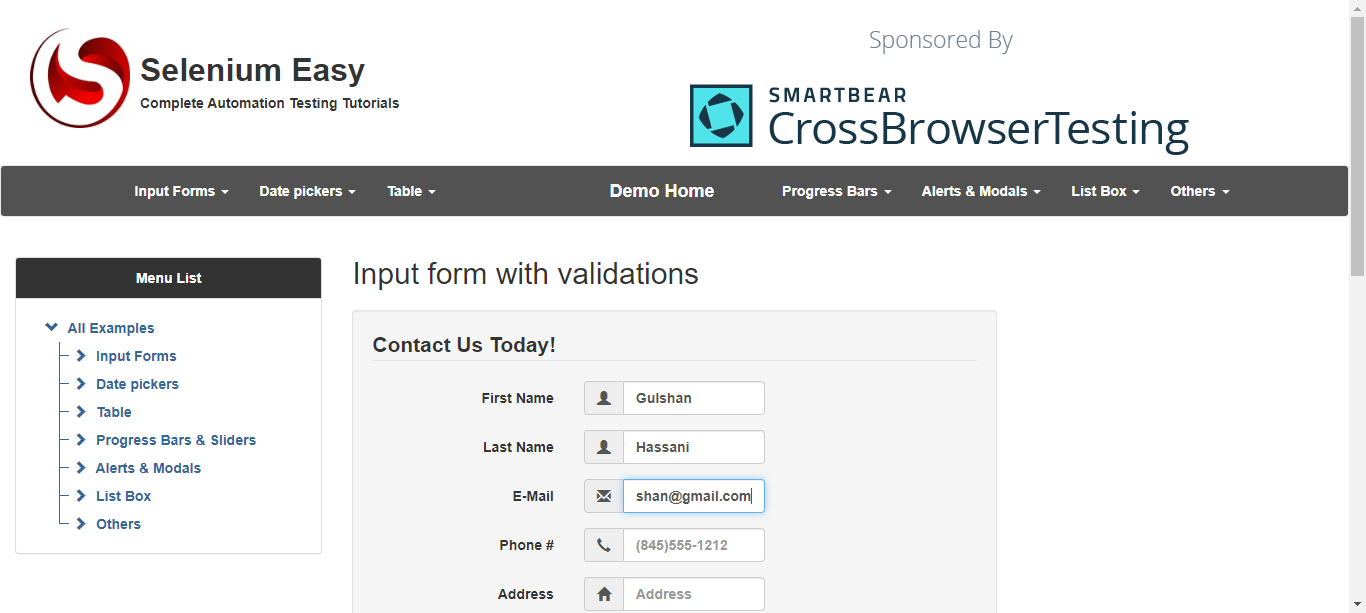 Selenium Easy
Complete Automation Testing Tutorials
Sponsored By
SMARTBEAR
CrossBrowserTesting
Input Forms Date pickers Table Demo Home Progress Bars Alerts & Modals List Box Others
Menu List
All Examples
Input Forms
Date pickers
Table
Progress Bars & Sliders
Alerts & Modals
List Box
Others
Input form with validations
Contact Us Today!
First Name Gulshan
Last Name Hassani
E-Mail shan@gmail.com
Phone # (845)555-1212
Address Address